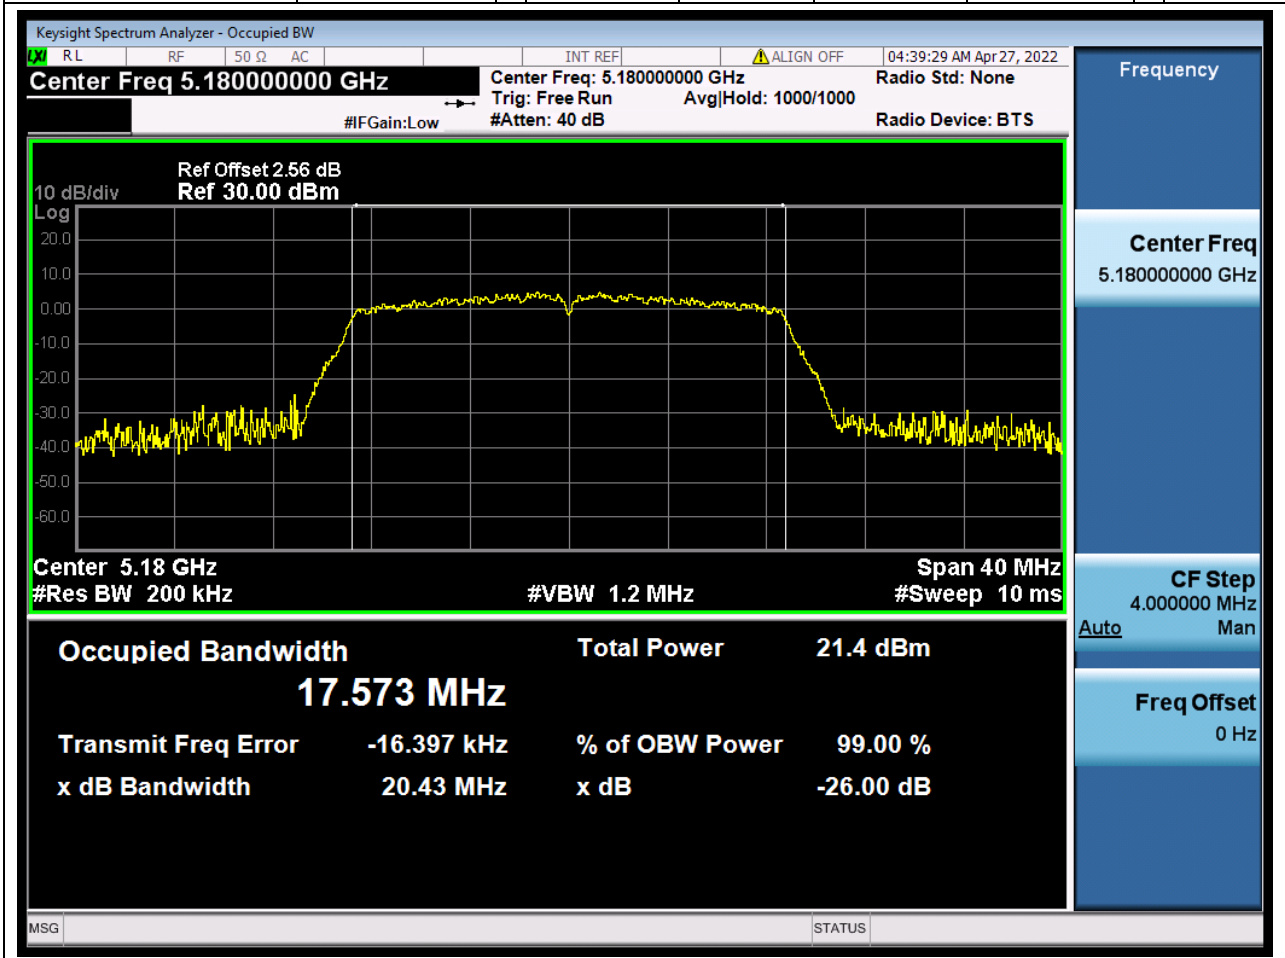 Keysight Spectrum Analyzer - Occupied BW
LXI RL RF 50 Ω AC INT REF ALIGN OFF 04:39:29 AM Apr 27, 2022
Center Freq 5.180000000 GHz
Center Freq: 5.180000000 GHz
Radio Std: None
Trig: Free Run Avg|Hold: 1000/1000
#IFGain:Low
#Atten: 40 dB
Radio Device: BTS
Ref Offset 2.56 dB
10 dB/div Ref 30.00 dBm
Log
20.0
10.0
0.00
-10.0
-20.0
-30.0
-40.0
-50.0
-60.0
Center 5.18 GHz Span 40 MHz
#Res BW 200 kHz #VBW 1.2 MHz #Sweep 10 ms
Occupied Bandwidth Total Power 21.4 dBm
17.573 MHz
Transmit Freq Error -16.397 kHz % of OBW Power 99.00 %
x dB Bandwidth 20.43 MHz x dB -26.00 dB
Frequency
Center Freq
5.180000000 GHz
CF Step
4.000000 MHz
Auto Man
Freq Offset
0 Hz
MSG STATUS